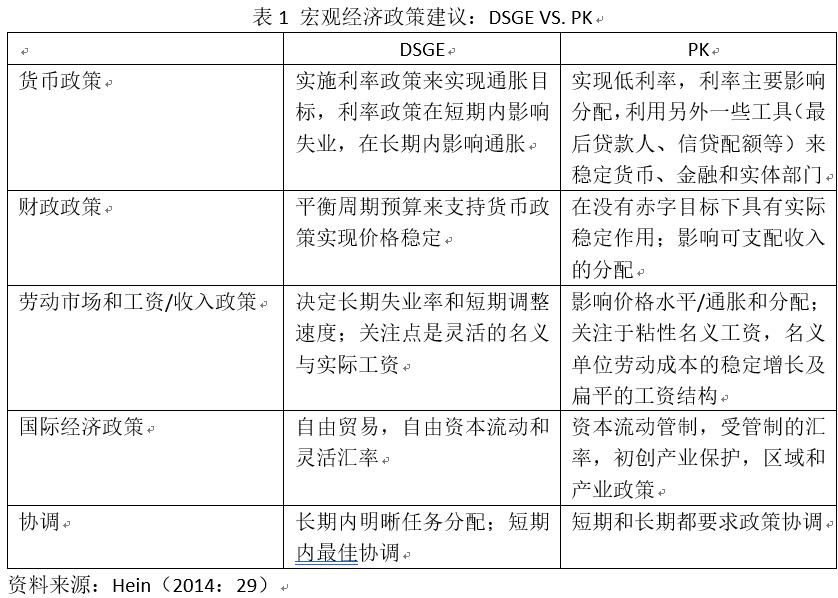 表 1 宏观经济政策建议：DSGE VS. PK
DSGE
PK
货币政策
实施利率政策来实现通胀目
标，利率政策在短期内影响
失业，在长期内影响通胀
实现低利率，利率主要影响
分配，利用另外一些工具（最
后贷款人、信贷配额等）来
稳定货币、金融和实体部门
财政政策
平衡周期预算来支持货币政
策实现价格稳定
在没有赤字目标下具有实际
稳定作用；影响可支配收入
的分配
劳动市场和工资/收入政策
决定长期失业率和短期调整
速度；关注点是灵活的名义
与实际工资
影响价格水平/通胀和分配；
关注于粘性名义工资，名义
单位劳动成本的稳定增长及
扁平的工资结构
国际经济政策
自由贸易，自由资本流动和
灵活汇率
资本流动管制，受管制的汇
率，初创产业保护，区域和
产业政策
协调
长期内明晰任务分配；短期
内最佳协调
短期和长期都要求政策协调
资料来源：Hein（2014：29）